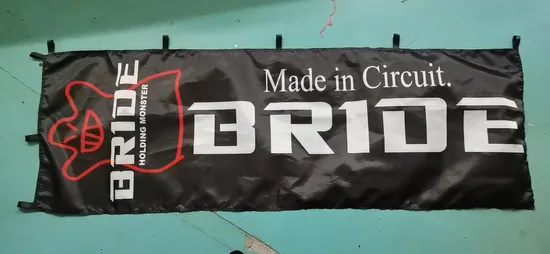 BRIDE
HOLDING MONSTER
Made in Circuit.
BRIDE